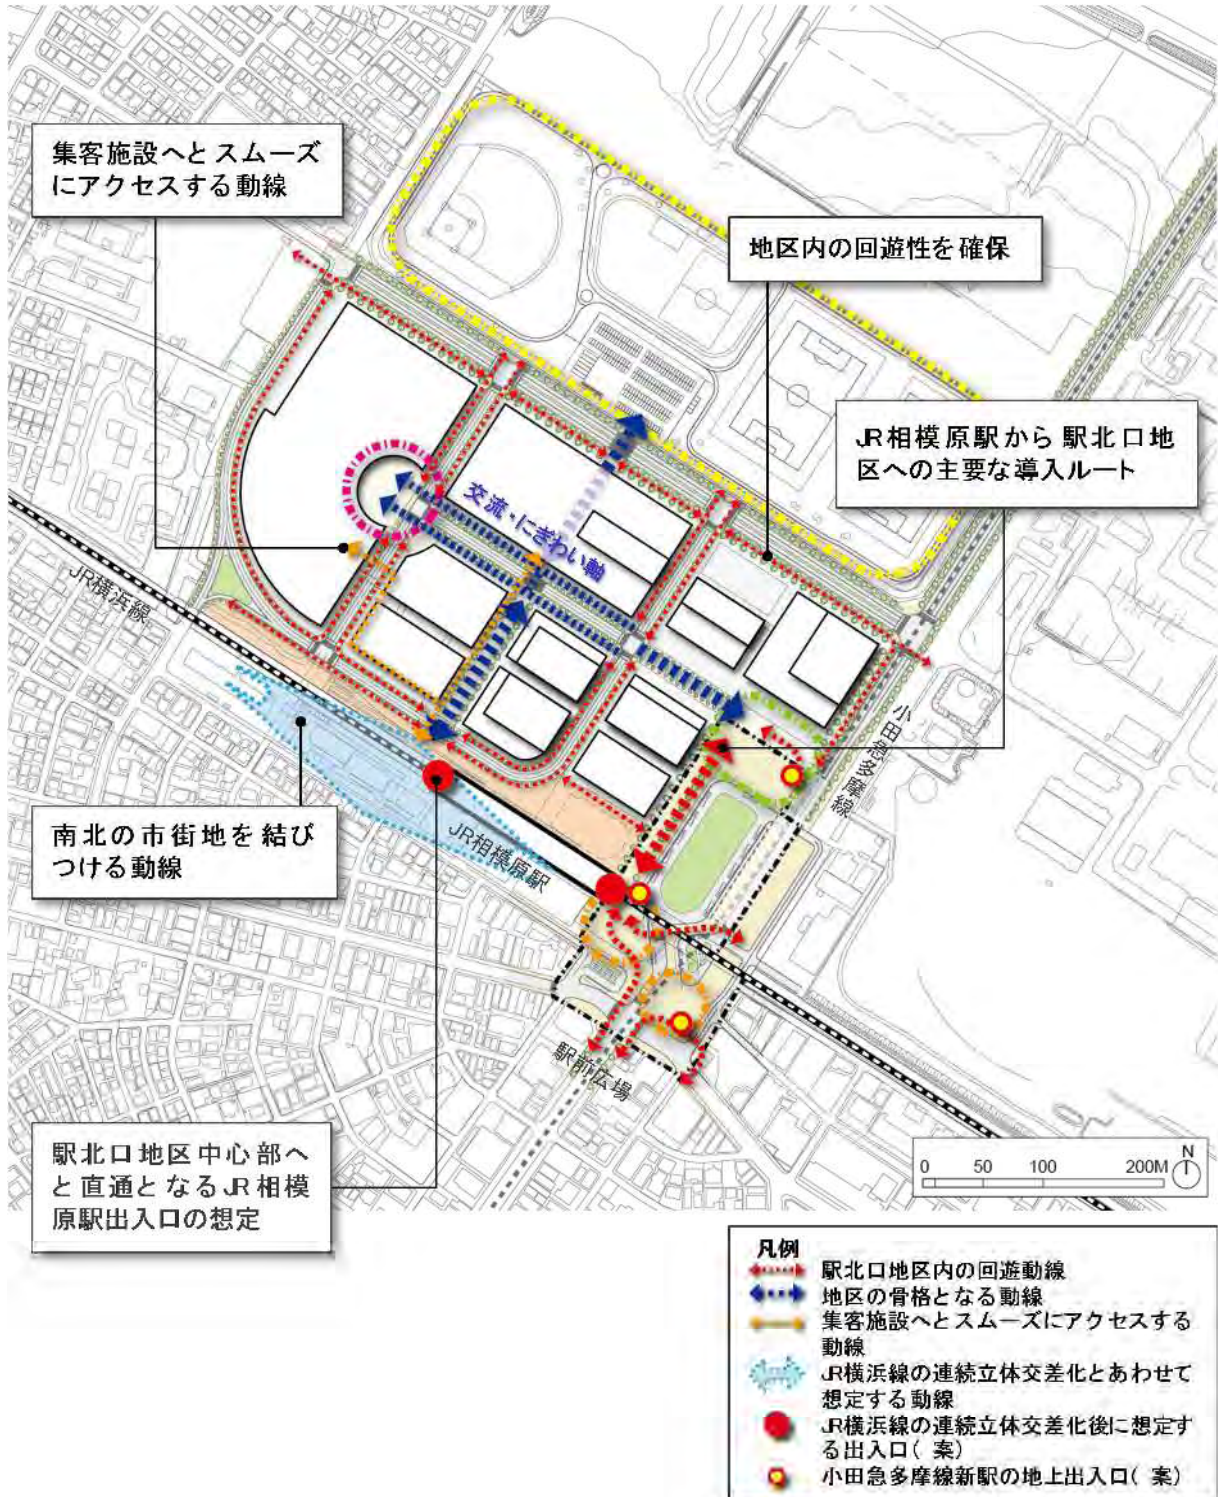 集客施設へとスムーズ
にアクセスする動線
地区内の回遊性を確保
JR相模原駅から駅北口地
区への主要な導入ルート
交流・にぎわい軸
JR横浜線
小田急多摩線
南北の市街地を結び
つける動線
JR相模原駅
駅前広場
駅北口地区中心部へ
と直通となるJR相模
原駅出入口の想定
0 50 100 200M
N
凡例
駅北口地区内の回遊動線
地区の骨格となる動線
集客施設へとスムーズにアクセスする
動線
JR横浜線の連続立体交差化とあわせて
想定する動線
JR横浜線の連続立体交差化後に想定す
る出入口(案)
小田急多摩線新駅の地上出入口(案)